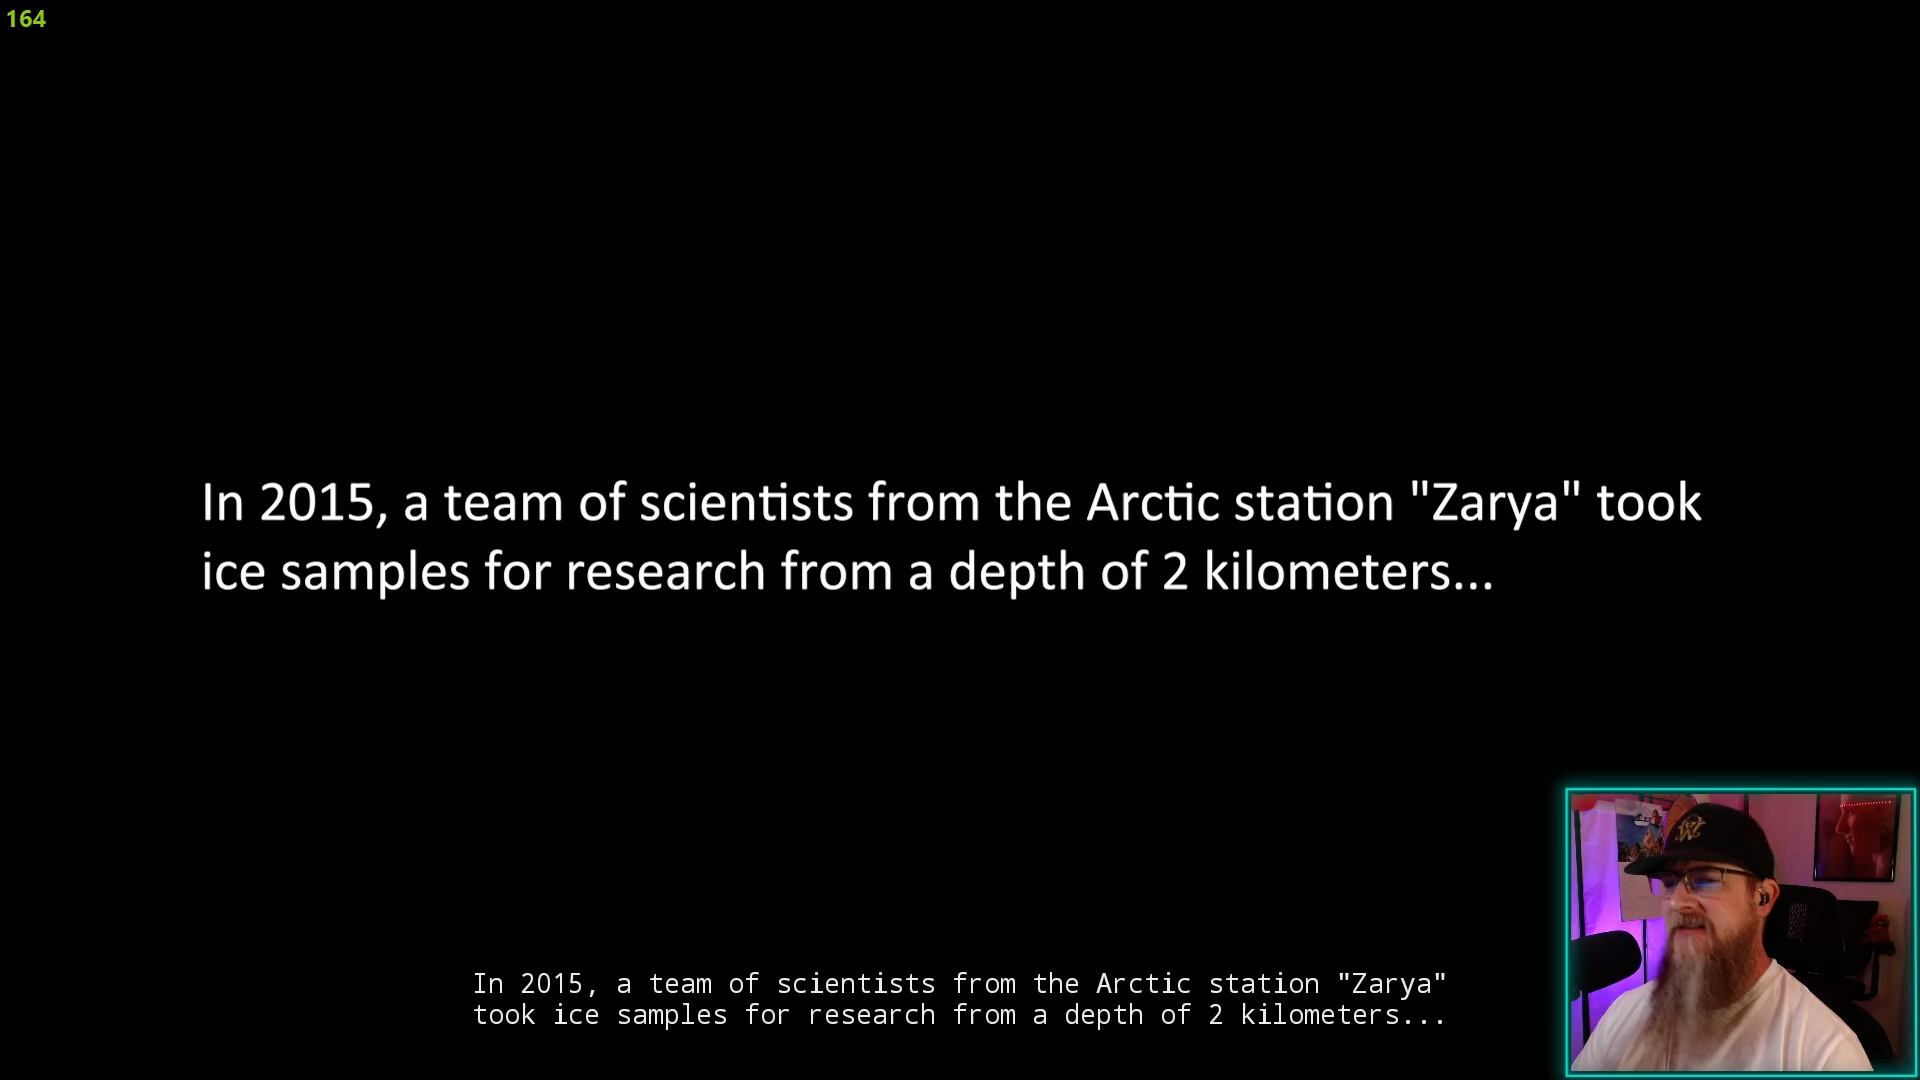 164
In 2015, a team of scientists from the Arctic station "Zarya" took
ice samples for research from a depth of 2 kilometers...
In 2015, a team of scientists from the Arctic station "Zarya"
took ice samples for research from a depth of 2 kilometers...